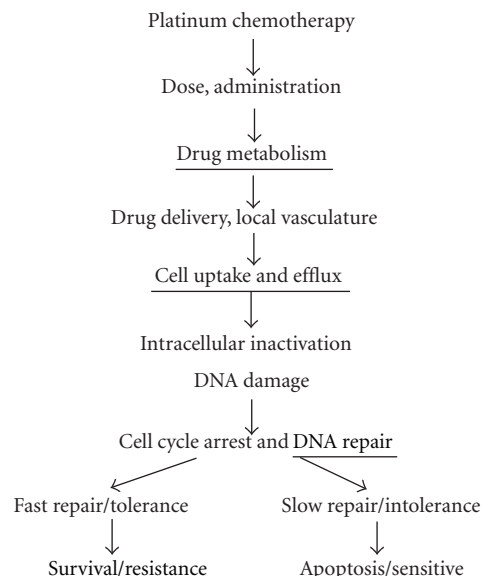 Platinum chemotherapy
Dose, administration
Drug metabolism
Drug delivery, local vasculature
Cell uptake and efflux
Intracellular inactivation
DNA damage
Cell cycle arrest and DNA repair
Fast repair/tolerance
Slow repair/intolerance
Survival/resistance
Apoptosis/sensitive